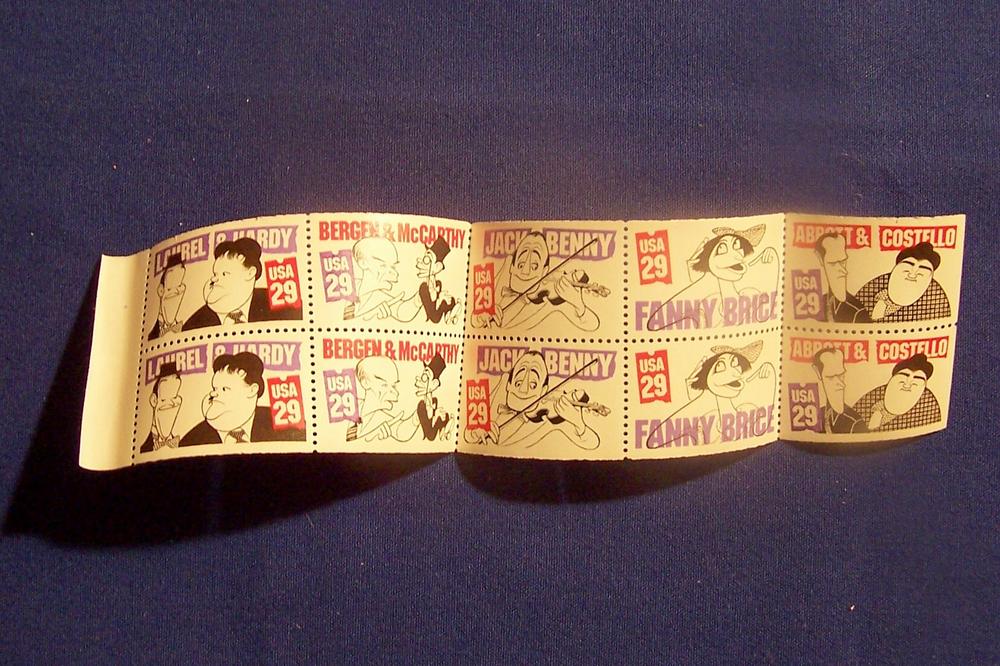 LAUREL & HARDY
USA
29
BERGEN & McCARTHY
USA
29
JACK BENNY
USA
29
USA
29
FANNY BRICE
ABBOTT & COSTELLO
USA
29
LAUREL & HARDY
USA
29
BERGEN & McCARTHY
USA
29
JACK BENNY
USA
29
USA
29
FANNY BRICE
ABBOTT & COSTELLO
USA
29